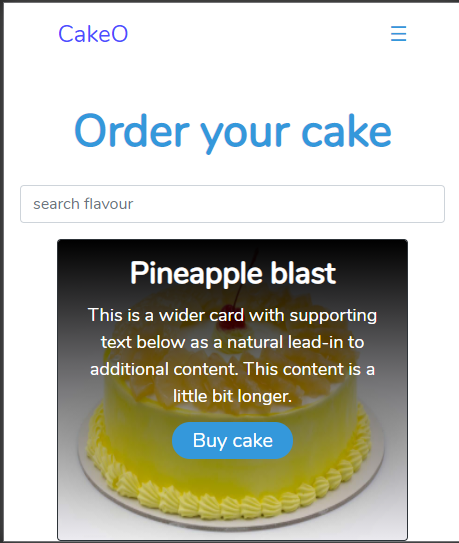 CakeO
Order your cake
search flavour
Pineapple blast
This is a wider card with supporting
text below as a natural lead-in to
additional content. This content is a
little bit longer.
Buy cake